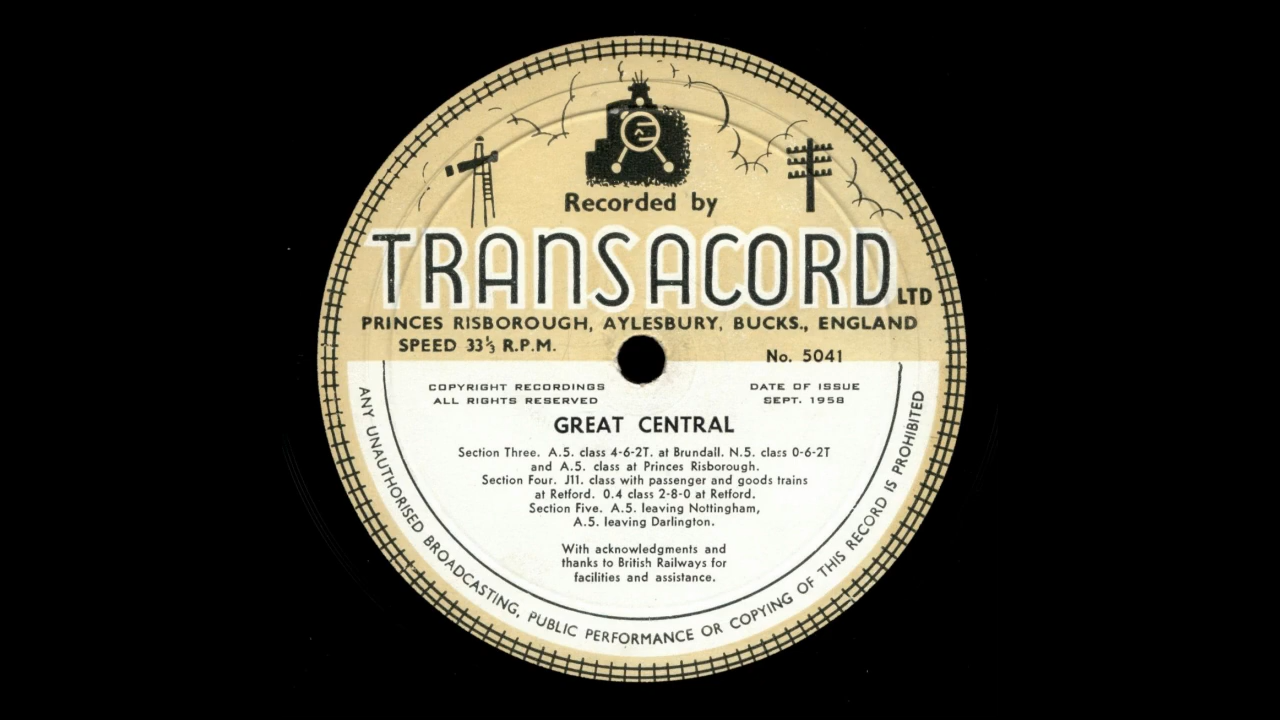 Recorded by
TRANSACORD LTD
PRINCES RISBOROUGH, AYLESBURY, BUCKS., ENGLAND
SPEED 33⅓ R.P.M.
No. 5041
COPYRIGHT RECORDINGS
ALL RIGHTS RESERVED
DATE OF ISSUE
SEPT. 1958
GREAT CENTRAL
Section Three. A.5. class 4-6-2T. at Brundall. N.5. class 0-6-2T
and A.5. class at Princes Risborough.
Section Four. J11. class with passenger and goods trains
at Retford. 0.4 class 2-8-0 at Retford.
Section Five. A.5. leaving Nottingham,
A.5. leaving Darlington.
With acknowledgments and
thanks to British Railways for
facilities and assistance.
ANY UNAUTHORISED BROADCASTING, PUBLIC PERFORMANCE OR COPYING OF THIS RECORD IS PROHIBITED